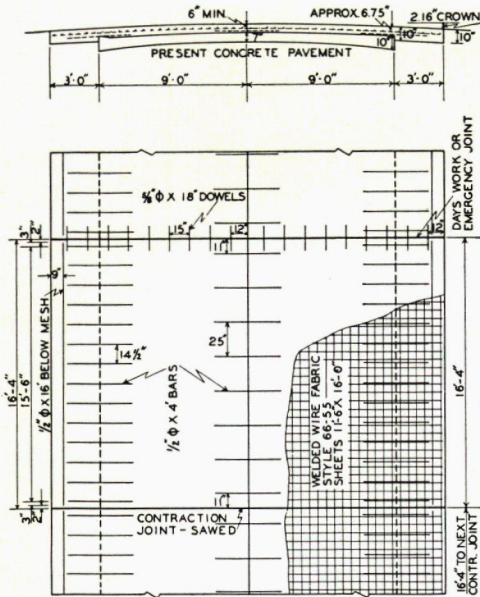 6" MIN
APPROX. 6.75"
2.16" CROWN
7"
10"
10"
10"
PRESENT CONCRETE PAVEMENT
3'-0"
9'-0"
9'-0"
3'-0"
DAYS WORK OR
EMERGENCY JOINT
⅝" Φ X 18" DOWELS
15"
12"
12"
3"
2"
9"
11"
½" Φ X 16' BELOW MESH
25"
14½"
16'-4"
15'-6"
½" Φ X 4' BARS
WELDED WIRE FABRIC
STYLE 66-55
SHEETS 11'-6" X 16'-0"
16'-4"
11"
CONTRACTION
JOINT-SAWED
3"
2"
16'-4" TO NEXT
CONTR. JOINT